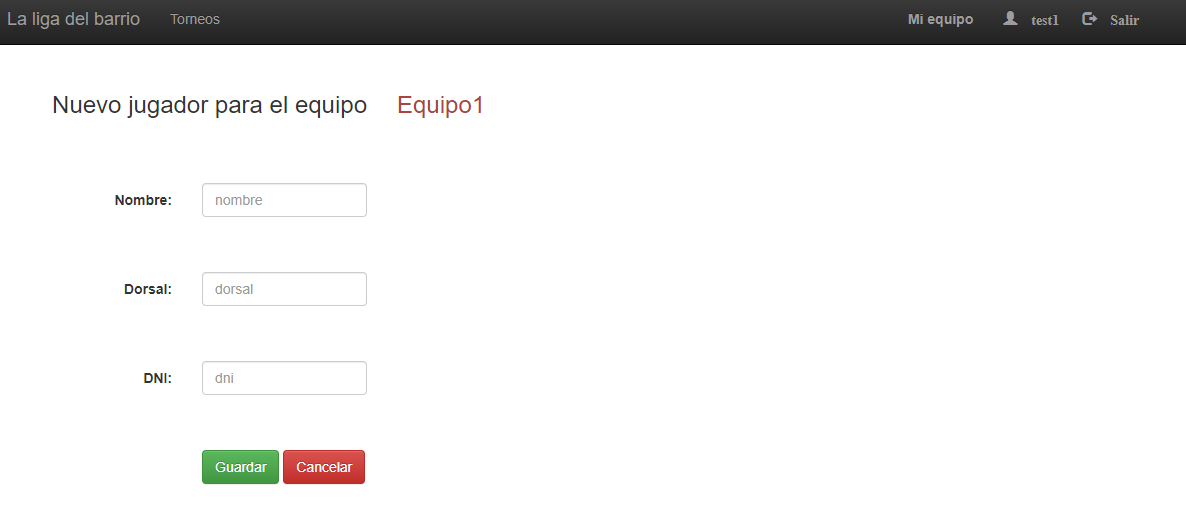 La liga del barrio Torneos Mi equipo test1 Salir
Nuevo jugador para el equipo Equipo1
Nombre: nombre
Dorsal: dorsal
DNI: dni
Guardar Cancelar